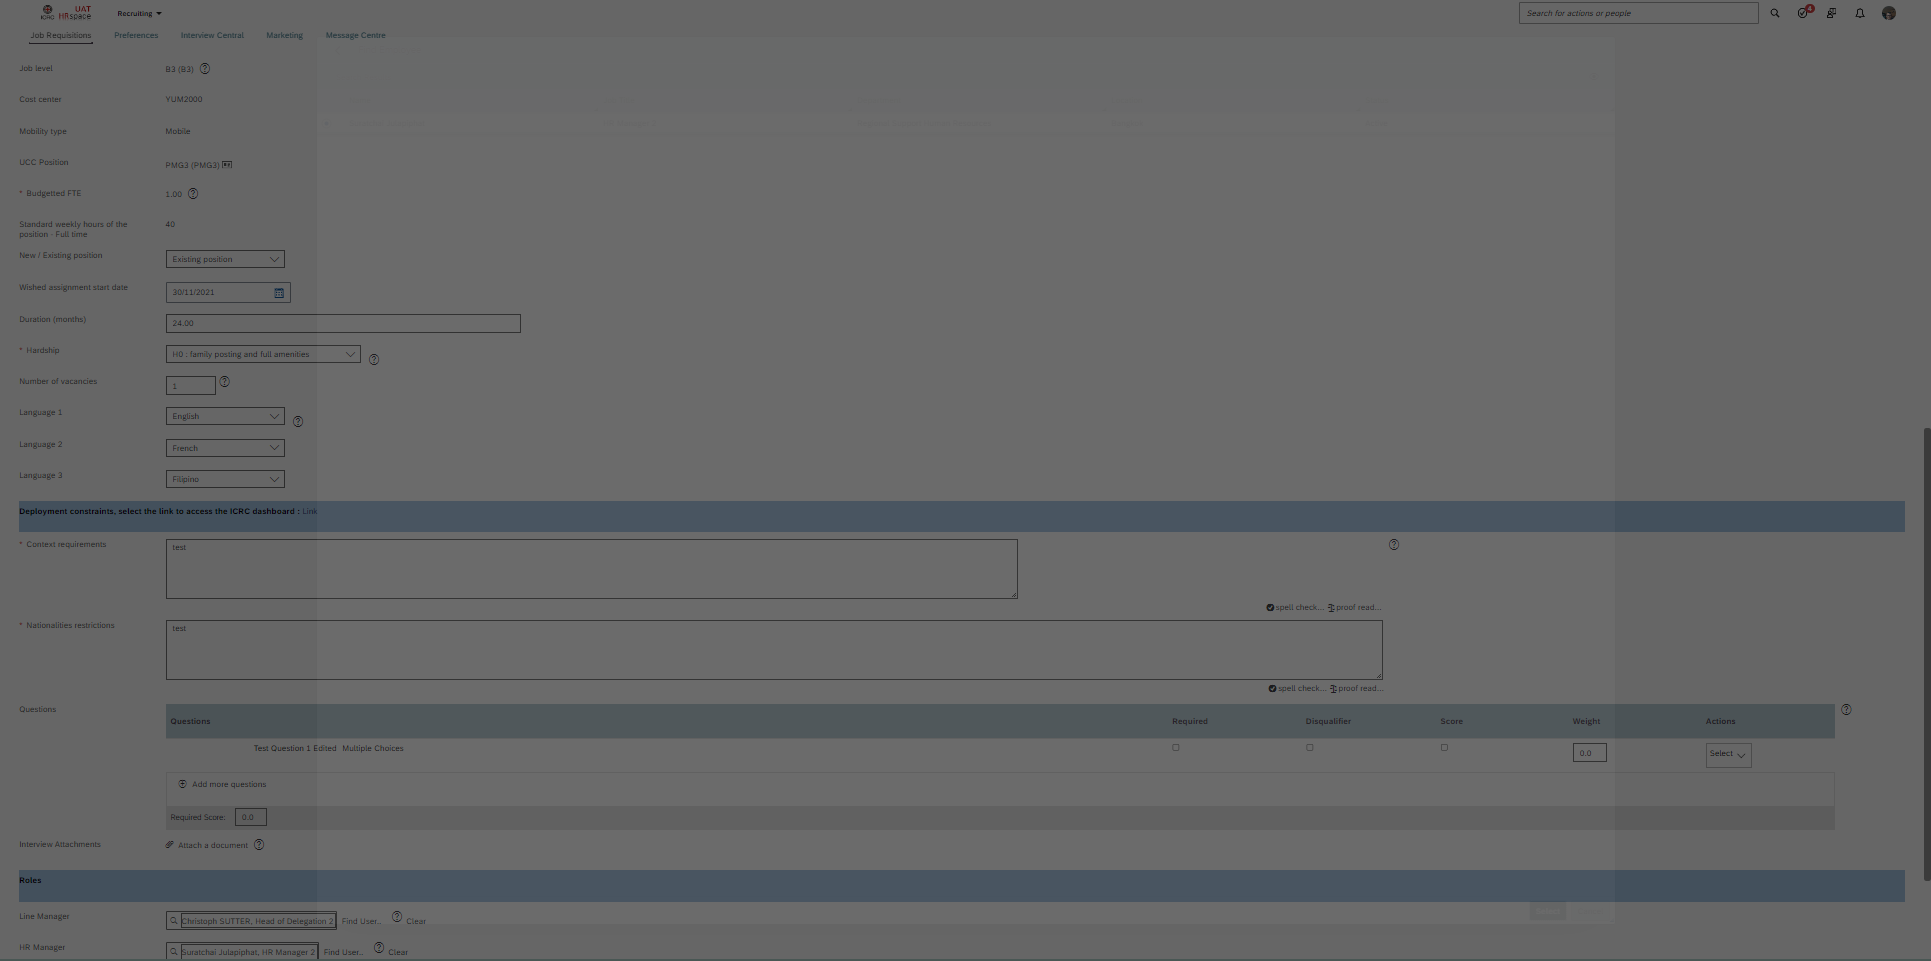 UAT
ICRC HRspace
Recruiting
Search for actions or people
4
Job Requisitions Preferences Interview Central Marketing Message Centre
Job level B3 (B3)
Cost center YUM2000
Mobility type Mobile
UCC Position PMG3 (PMG3)
* Budgetted FTE 1.00
Standard weekly hours of the position - Full time 40
New / Existing position Existing position
Wished assignment start date 30/11/2021
Duration (months) 24.00
* Hardship H0 : family posting and full amenities
Number of vacancies 1
Language 1 English
Language 2 French
Language 3 Filipino
Deployment constraints, select the link to access the ICRC dashboard : Link
* Context requirements test
spell check... proof read...
* Nationalities restrictions test
spell check... proof read...
Questions
Questions Required Disqualifier Score Weight Actions
Test Question 1 Edited Multiple Choices 0.0 Select
Add more questions
Required Score: 0.0
Interview Attachments Attach a document
Roles
Line Manager Christoph SUTTER, Head of Delegation 2 Find User... Clear
HR Manager Suratchai Julapiphat, HR Manager 2 Find User... Clear